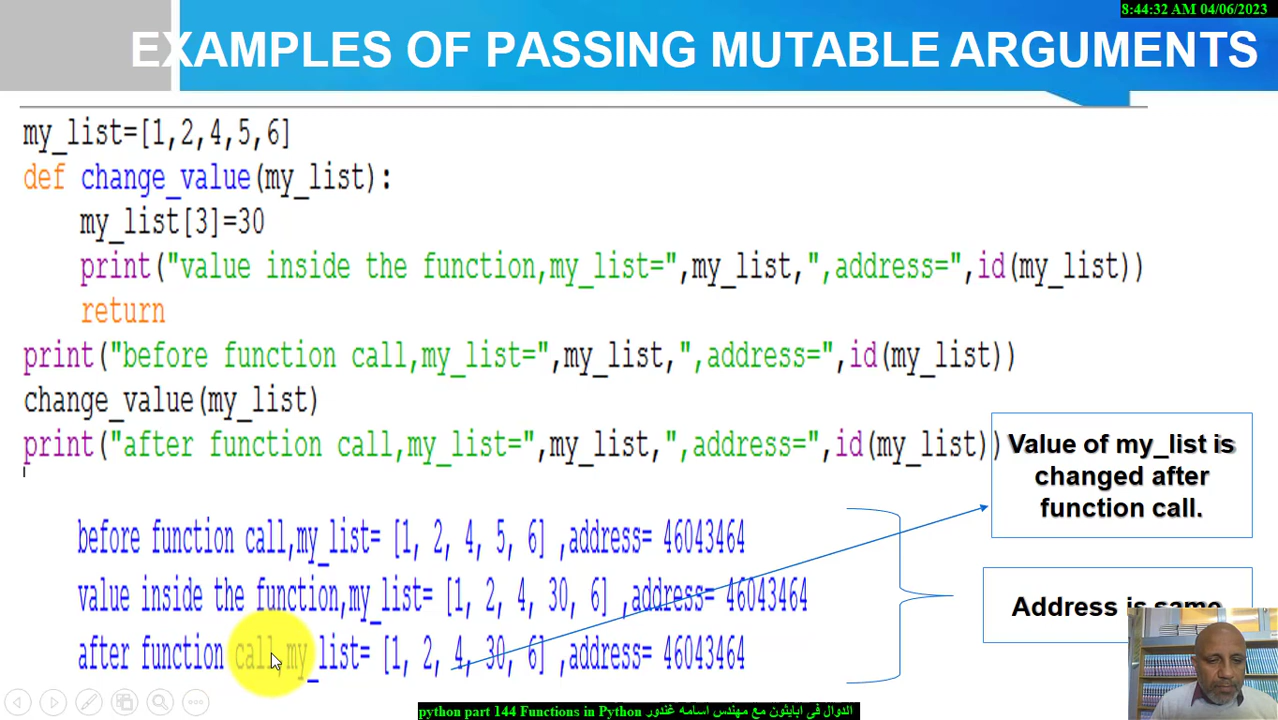 8:44:32 AM 04/06/2023
EXAMPLES OF PASSING MUTABLE ARGUMENTS
my_list=[1,2,4,5,6]
def change_value(my_list):
my_list[3]=30
print("value inside the function,my_list=",my_list,",address=",id(my_list))
return
print("before function call,my_list=",my_list,",address=",id(my_list))
change_value(my_list)
print("after function call,my_list=",my_list,",address=",id(my_list))
Value of my_list is
changed after
function call.
before function call,my_list= [1, 2, 4, 5, 6] ,address= 46043464
value inside the function,my_list= [1, 2, 4, 30, 6] ,address= 46043464
after function call,my_list= [1, 2, 4, 30, 6] ,address= 46043464
Address is same
python part 144 Functions in Python الدوال في ابايثون مع مهندس اسامه غندور